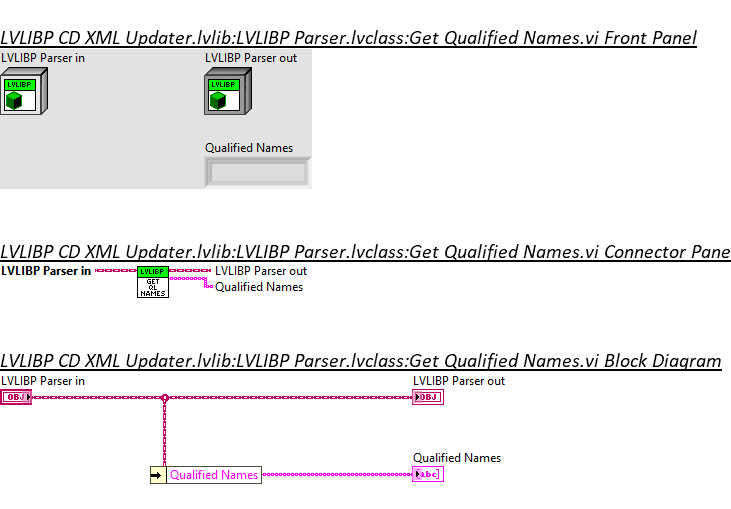 LVLIBP CD XML Updater.lvlib:LVLIBP Parser.lvclass:Get Qualified Names.vi Front Panel
LVLIBP Parser in
LVLIBP Parser out
LVLIBP
LVLIBP
Qualified Names
LVLIBP CD XML Updater.lvlib:LVLIBP Parser.lvclass:Get Qualified Names.vi Connector Pane
LVLIBP Parser in
LVLIBP
LVLIBP Parser out
GET
QL
NAMES
Qualified Names
LVLIBP CD XML Updater.lvlib:LVLIBP Parser.lvclass:Get Qualified Names.vi Block Diagram
LVLIBP Parser in
LVLIBP Parser out
OBJ
OBJ
Qualified Names
Qualified Names
abc]